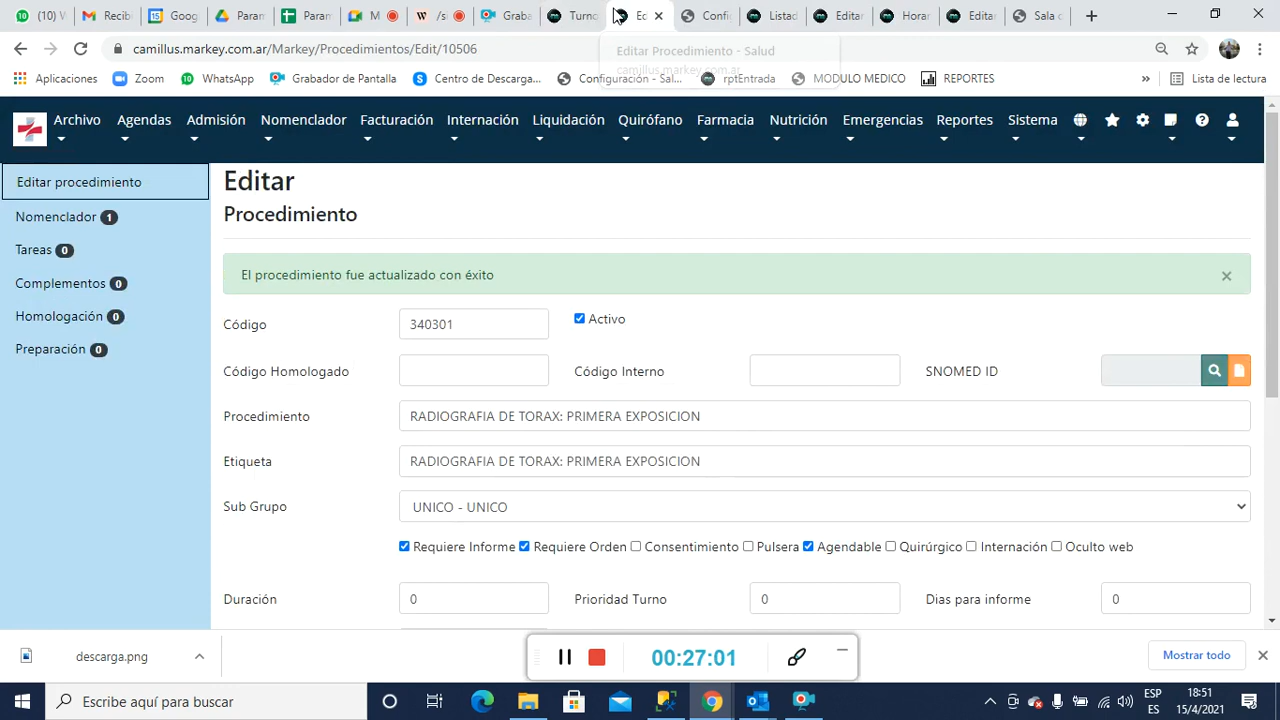 Recib Goog Param Param M W /s Graba Turno Ec Confi Listad Editar Horar Editar Sala c
camillus.markey.com.ar/Markey/Procedimientos/Edit/10506
Editar Procedimiento - Salud
camillus.markey.com.ar
Aplicaciones Zoom WhatsApp Grabador de Pantalla Centro de Descarga... Configuración - Sal... rptEntrada MODULO MEDICO REPORTES » Lista de lectura
Archivo Agendas Admisión Nomenclador Facturación Internación Liquidación Quirófano Farmacia Nutrición Emergencias Reportes Sistema
Editar procedimiento
Nomenclador 1
Tareas 0
Complementos 0
Homologación 0
Preparación 0
Editar
Procedimiento
El procedimiento fue actualizado con éxito ×
Código 340301 Activo
Código Homologado Código Interno SNOMED ID
Procedimiento RADIOGRAFIA DE TORAX: PRIMERA EXPOSICION
Etiqueta RADIOGRAFIA DE TORAX: PRIMERA EXPOSICION
Sub Grupo UNICO - UNICO
Requiere Informe Requiere Orden Consentimiento Pulsera Agendable Quirúrgico Internación Oculto web
Duración 0 Prioridad Turno 0 Dias para informe 0
descarga.png 00:27:01 Mostrar todo
Escribe aquí para buscar
ESP
ES
18:51
15/4/2021